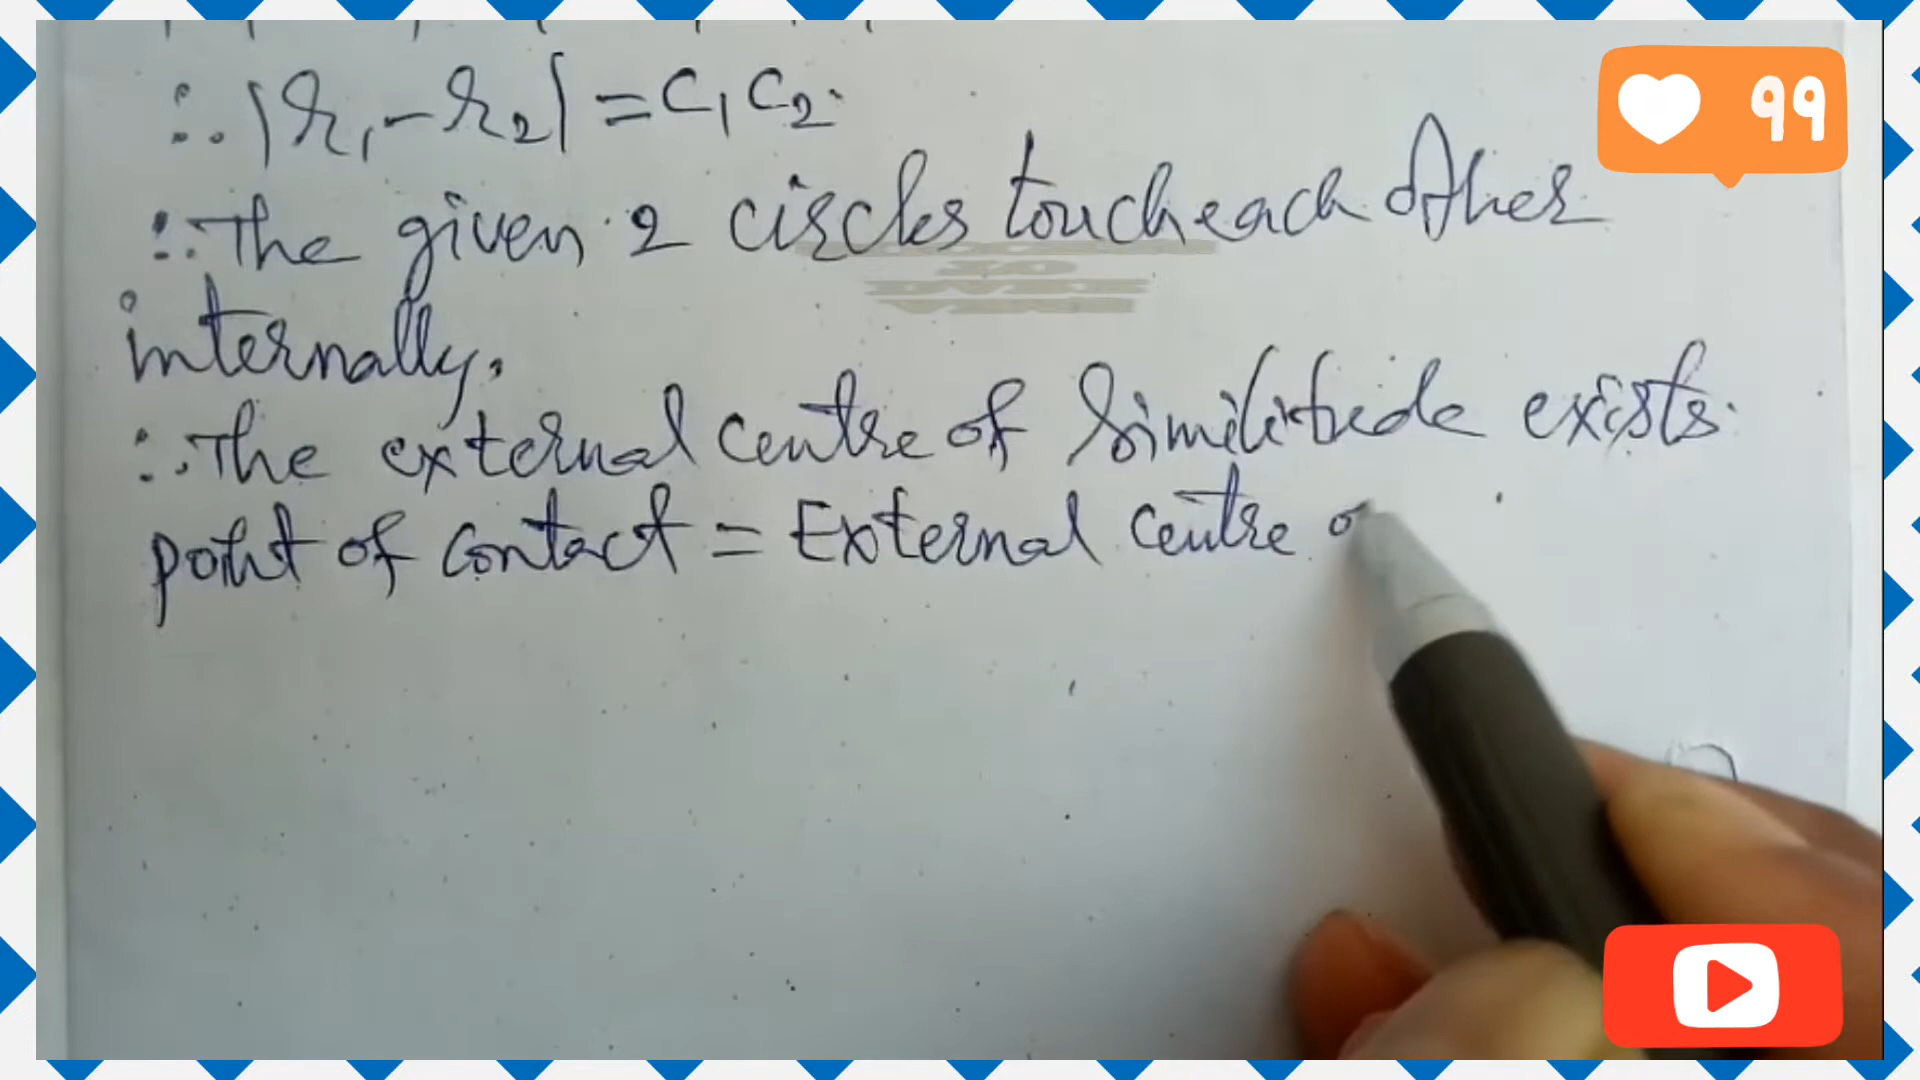 ∴ |r₁ - r₂| = C₁C₂.
99
∴ The given 2 circles touch each other
internally.
∴ The external centre of Similitude exists.
point of contact = External Centre o